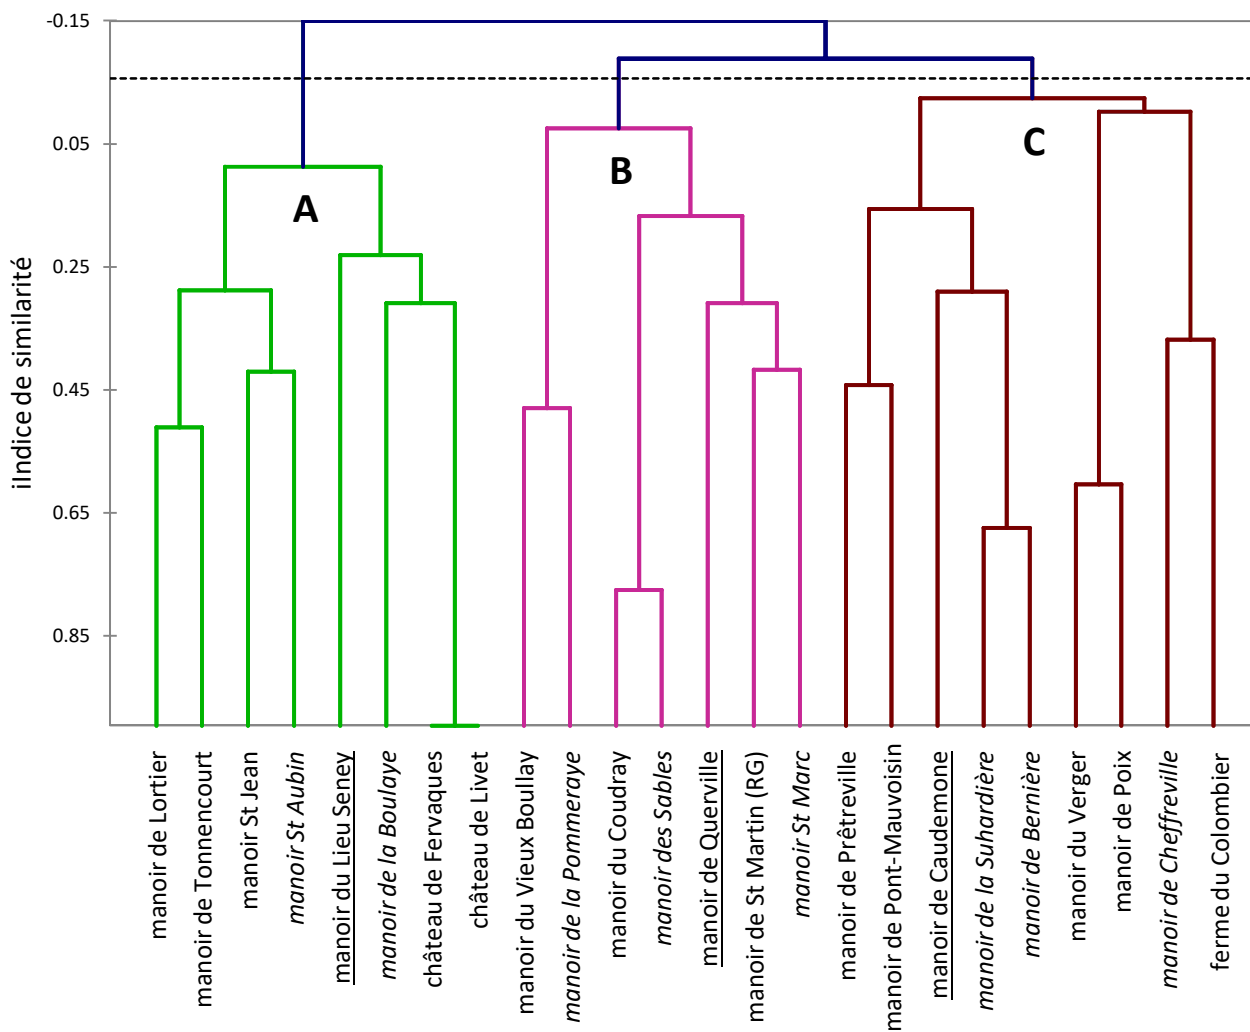 -0.15
0.05
0.25
0.45
0.65
0.85
iIndice de similarité
A
B
C
manoir de Lortier
manoir de Tonnencourt
manoir St Jean
manoir St Aubin
manoir du Lieu Seney
manoir de la Boulaye
château de Fervaques
château de Livet
manoir du Vieux Boullay
manoir de la Pommeraye
manoir du Coudray
manoir des Sables
manoir de Querville
manoir de St Martin (RG)
manoir St Marc
manoir de Prêtreville
manoir de Pont-Mauvoisin
manoir de Caudemone
manoir de la Suhardière
manoir de Bernière
manoir du Verger
manoir de Poix
manoir de Cheffreville
ferme du Colombier